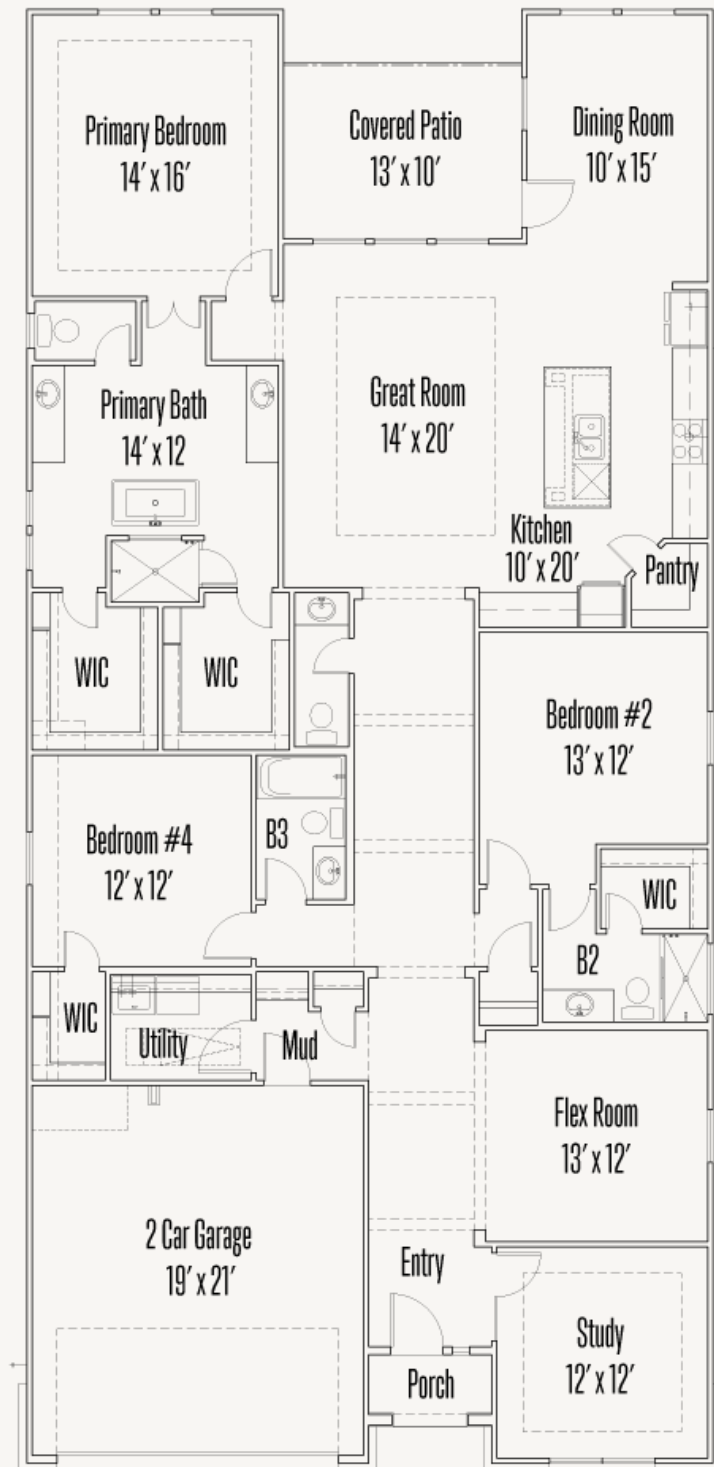 Primary Bedroom
14' x 16'
Covered Patio
13' x 10'
Dining Room
10' x 15'
Primary Bath
14' x 12
Great Room
14' x 20'
Kitchen
10' x 20'
Pantry
WIC
WIC
Bedroom #2
13' x 12'
Bedroom #4
12' x 12'
B3
WIC
B2
WIC
Utility
Mud
Flex Room
13' x 12'
2 Car Garage
19' x 21'
Entry
Study
12' x 12'
Porch